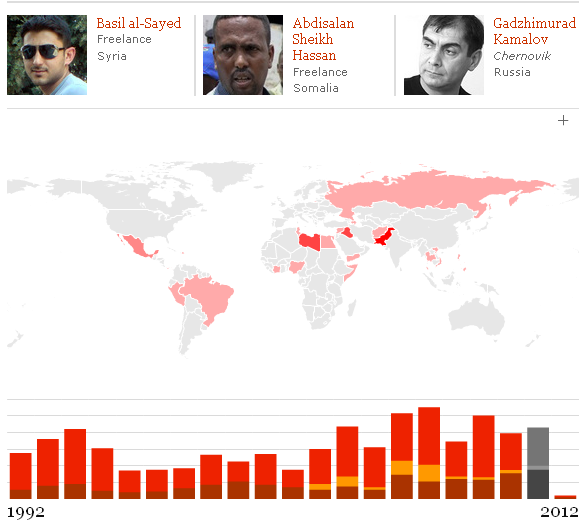 Basil al-Sayed
Freelance
Syria
Abdisalan
Sheikh
Hassan
Freelance
Somalia
Gadzhimurad
Kamalov
Chernovik
Russia
+
1992
2012